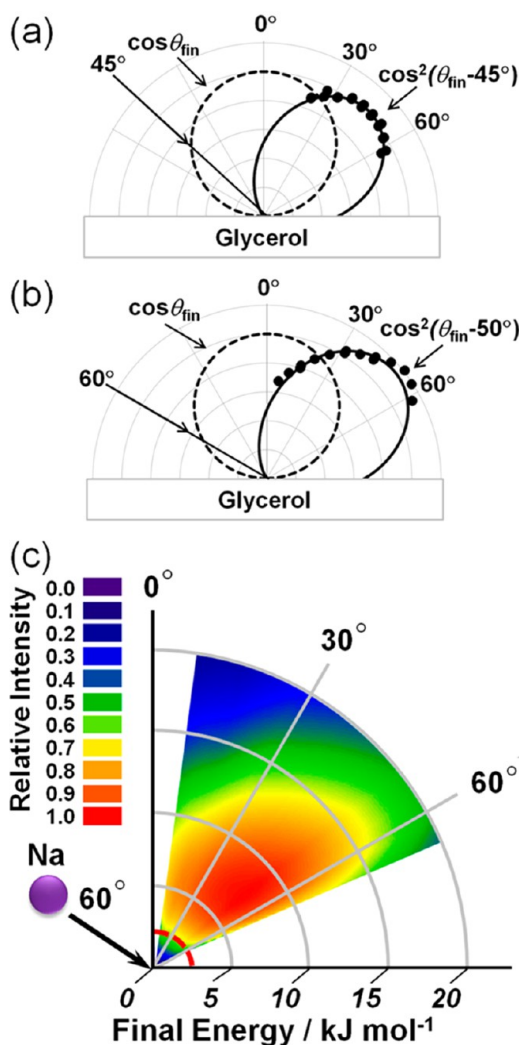 (a)
0°
cosθfin
30°
45°
cos²(θfin-45°)
60°
Glycerol
(b)
0°
cosθfin
30°
cos²(θfin-50°)
60°
60°
Glycerol
(c)
Relative Intensity
0.0
0.1
0.2
0.3
0.4
0.5
0.6
0.7
0.8
0.9
1.0
0°
30°
60°
Na
60°
0 5 10 15 20
Final Energy / kJ mol⁻¹